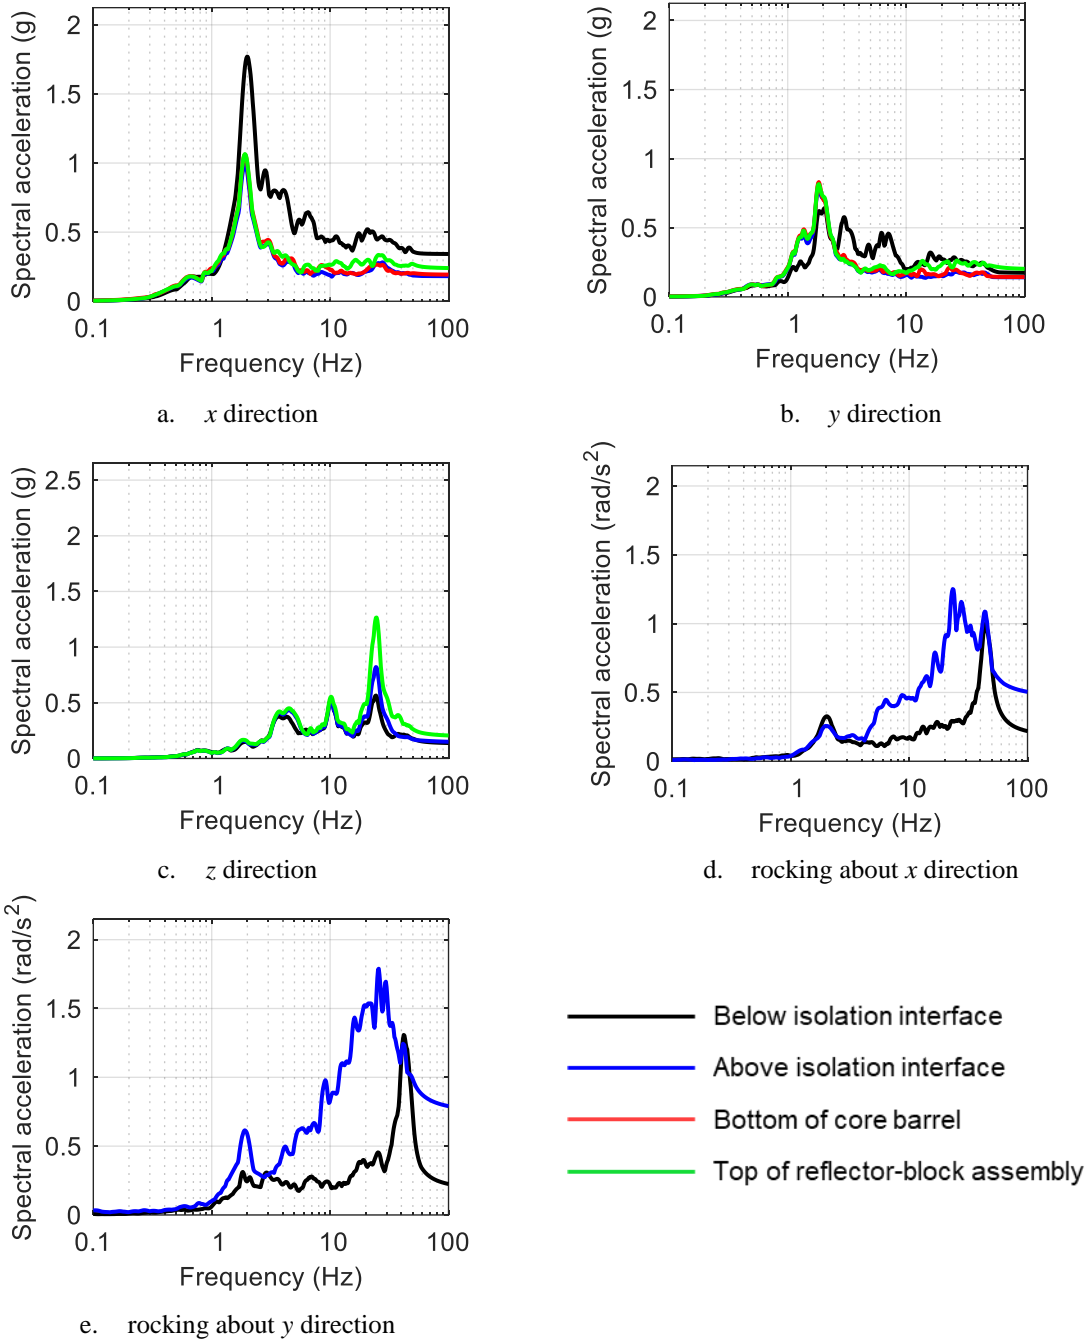 Spectral acceleration (g)
2
1.5
1
0.5
0
0.1
1
10
100
Frequency (Hz)
a. x direction
Spectral acceleration (g)
2
1.5
1
0.5
0
0.1
1
10
100
Frequency (Hz)
b. y direction
Spectral acceleration (g)
2.5
2
1.5
1
0.5
0
0.1
1
10
100
Frequency (Hz)
c. z direction
Spectral acceleration (rad/s²)
2
1.5
1
0.5
0
0.1
1
10
100
Frequency (Hz)
d. rocking about x direction
Spectral acceleration (rad/s²)
2
1.5
1
0.5
0
0.1
1
10
100
Frequency (Hz)
e. rocking about y direction
Below isolation interface
Above isolation interface
Bottom of core barrel
Top of reflector-block assembly